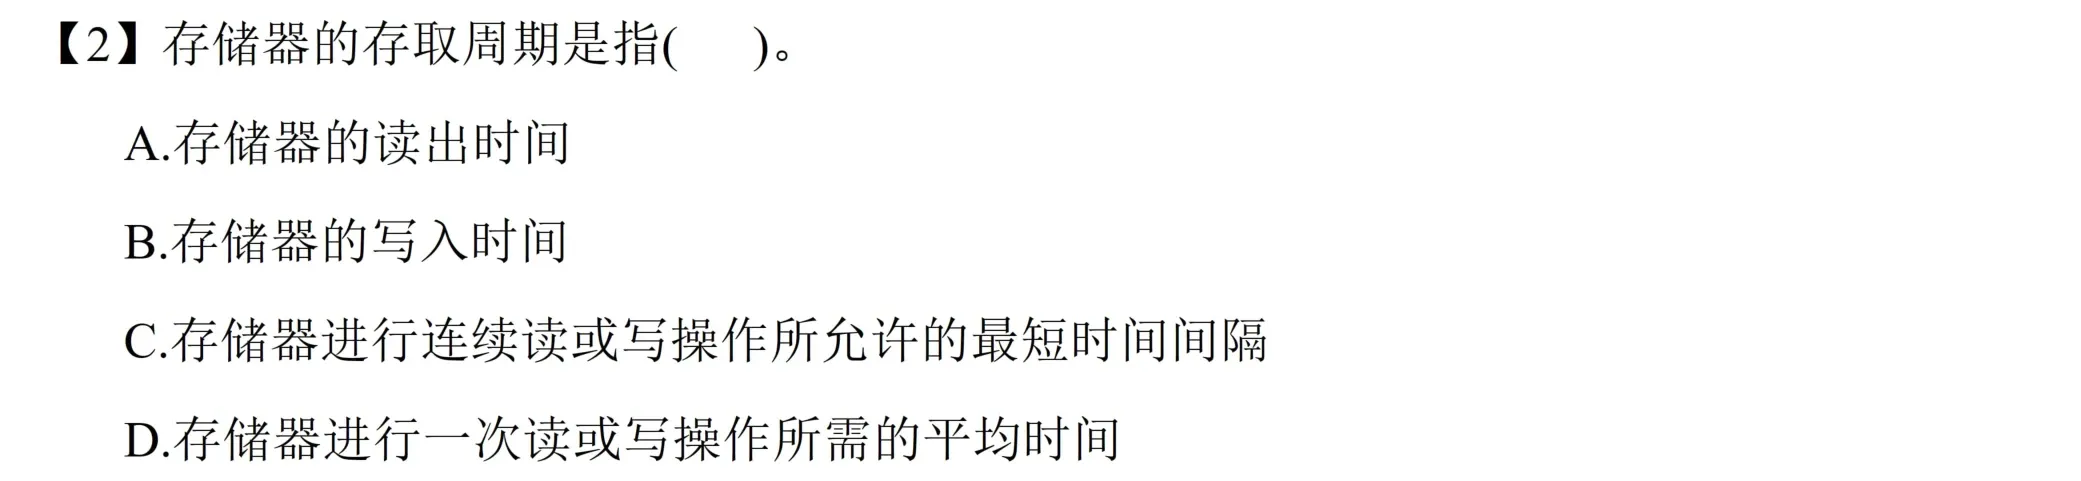 【2】存储器的存取周期是指(    )。
A.存储器的读出时间
B.存储器的写入时间
C.存储器进行连续读或写操作所允许的最短时间间隔
D.存储器进行一次读或写操作所需的平均时间